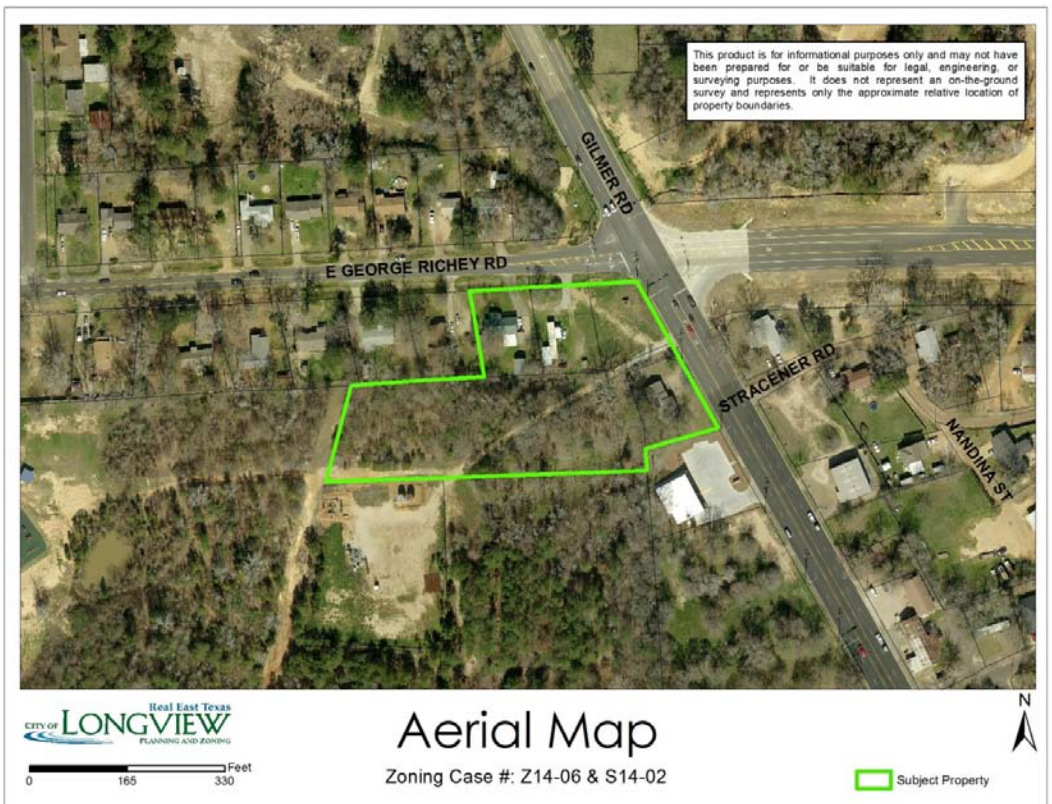 This product is for informational purposes only and may not have
been prepared for or be suitable for legal, engineering, or
surveying purposes. It does not represent an on-the-ground
survey and represents only the approximate relative location of
property boundaries.
GILMER RD
E GEORGE RICHEY RD
STRACENER RD
NANDINA ST
Real East Texas
CITY OF LONGVIEW
PLANNING AND ZONING
Feet
0 165 330
Aerial Map
Zoning Case #: Z14-06 & S14-02
N
Subject Property